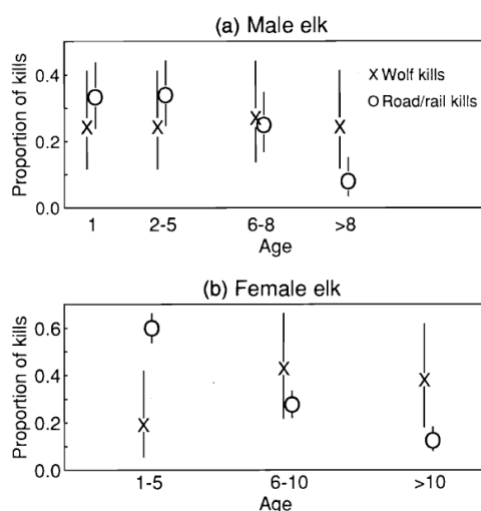 (a) Male elk
Proportion of kills
0.4
0.2
0.0
X Wolf kills
O Road/rail kills
1 2-5 6-8 >8
Age
(b) Female elk
Proportion of kills
0.6
0.4
0.2
0.0
1-5 6-10 >10
Age